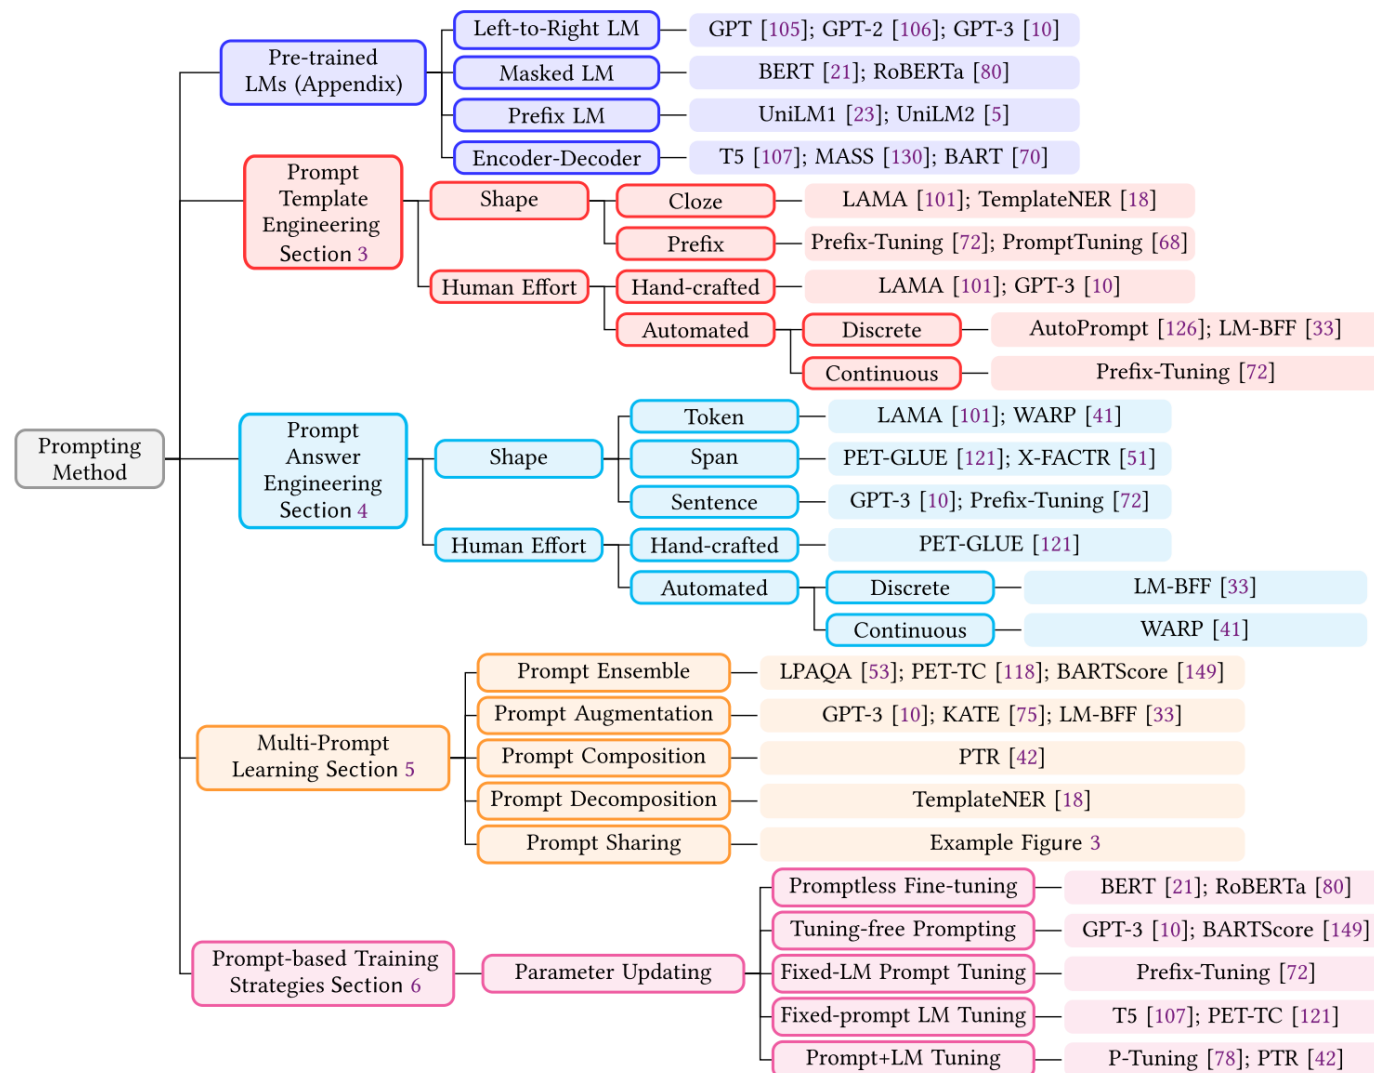 Prompting
Method
Pre-trained
LMs (Appendix)
Left-to-Right LM
GPT [105]; GPT-2 [106]; GPT-3 [10]
Masked LM
BERT [21]; RoBERTa [80]
Prefix LM
UniLM1 [23]; UniLM2 [5]
Encoder-Decoder
T5 [107]; MASS [130]; BART [70]
Prompt
Template
Engineering
Section 3
Shape
Cloze
LAMA [101]; TemplateNER [18]
Prefix
Prefix-Tuning [72]; PromptTuning [68]
Human Effort
Hand-crafted
LAMA [101]; GPT-3 [10]
Automated
Discrete
AutoPrompt [126]; LM-BFF [33]
Continuous
Prefix-Tuning [72]
Prompt
Answer
Engineering
Section 4
Shape
Token
LAMA [101]; WARP [41]
Span
PET-GLUE [121]; X-FACTR [51]
Sentence
GPT-3 [10]; Prefix-Tuning [72]
Human Effort
Hand-crafted
PET-GLUE [121]
Automated
Discrete
LM-BFF [33]
Continuous
WARP [41]
Multi-Prompt
Learning Section 5
Prompt Ensemble
LPAQA [53]; PET-TC [118]; BARTScore [149]
Prompt Augmentation
GPT-3 [10]; KATE [75]; LM-BFF [33]
Prompt Composition
PTR [42]
Prompt Decomposition
TemplateNER [18]
Prompt Sharing
Example Figure 3
Prompt-based Training
Strategies Section 6
Parameter Updating
Promptless Fine-tuning
BERT [21]; RoBERTa [80]
Tuning-free Prompting
GPT-3 [10]; BARTScore [149]
Fixed-LM Prompt Tuning
Prefix-Tuning [72]
Fixed-prompt LM Tuning
T5 [107]; PET-TC [121]
Prompt+LM Tuning
P-Tuning [78]; PTR [42]